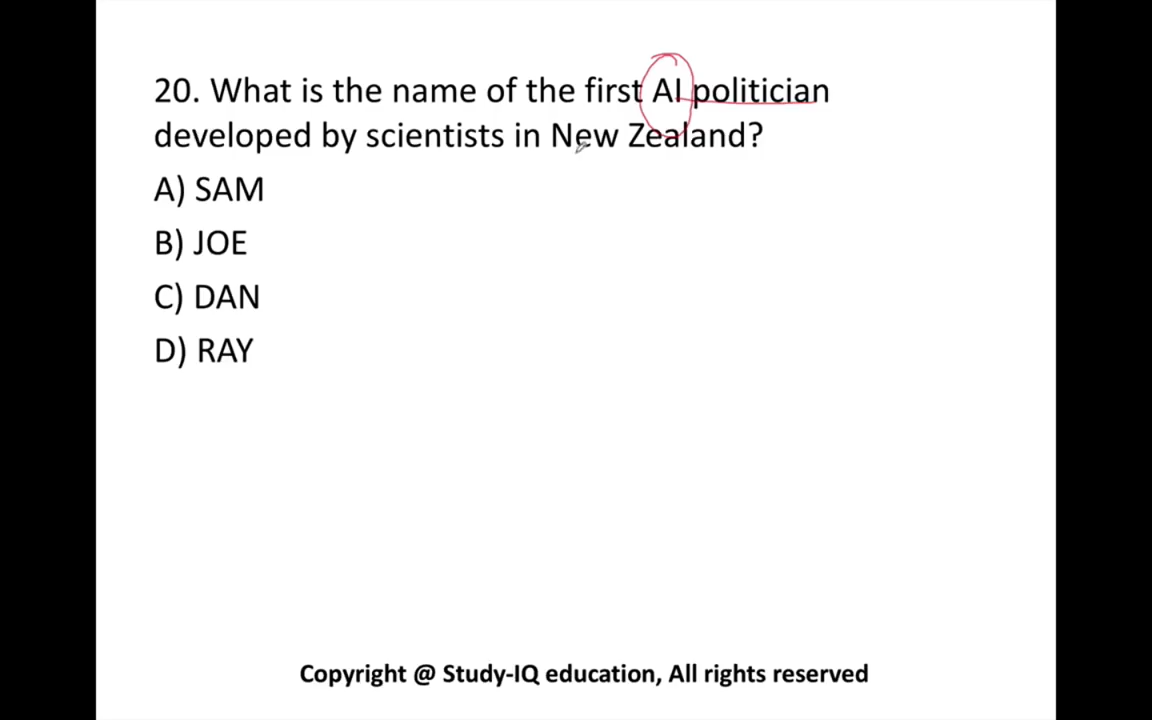 20. What is the name of the first AI politician
developed by scientists in New Zealand?
A) SAM
B) JOE
C) DAN
D) RAY
Copyright @ Study-IQ education, All rights reserved